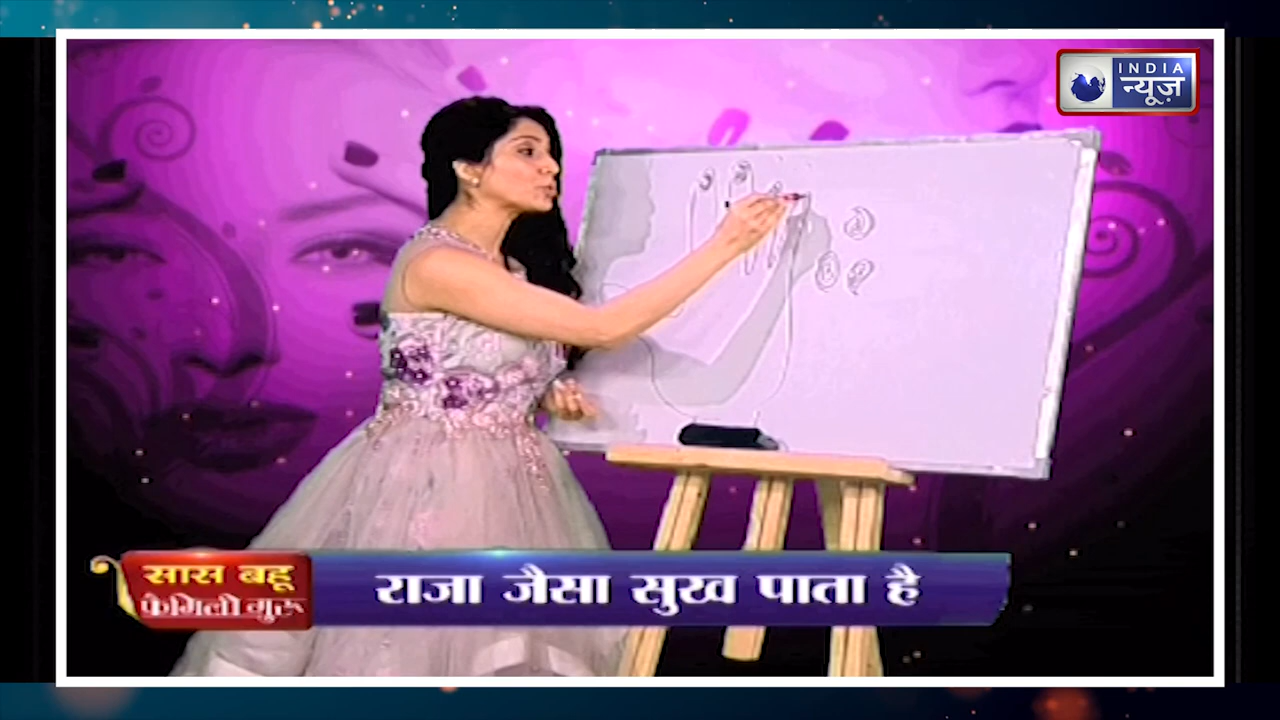 INDIA
न्यूज़
सास बहू
फैमिली गुरू
राजा जैसा सुख पाता है